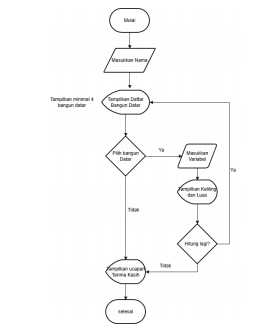 Mulai
Masukkan Nama
Tampilkan minimal 4
bangun datar
Tampilkan Daftar
Bangun Datar
Pilih bangun
Datar
Ya
Masukkan
Variabel
Ya
Tampilkan Keliling
dan Luas
Tidak
Hitung lagi?
Tidak
Tampilkan ucapan
Terima Kasih
selesai